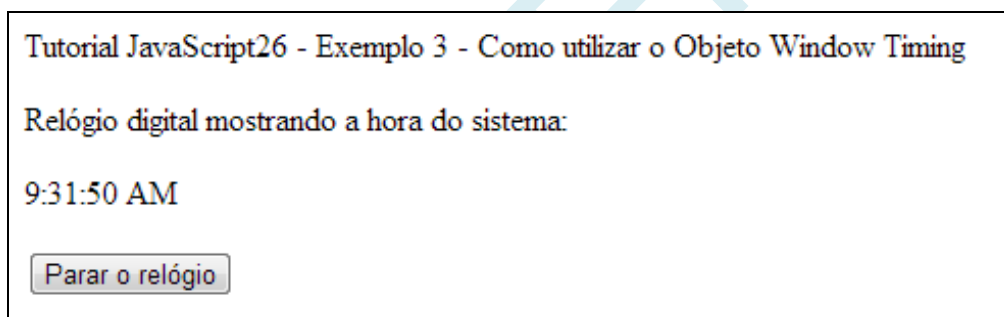 Tutorial JavaScript26 - Exemplo 3 - Como utilizar o Objeto Window Timing
Relógio digital mostrando a hora do sistema:
9:31:50 AM
Parar o relógio